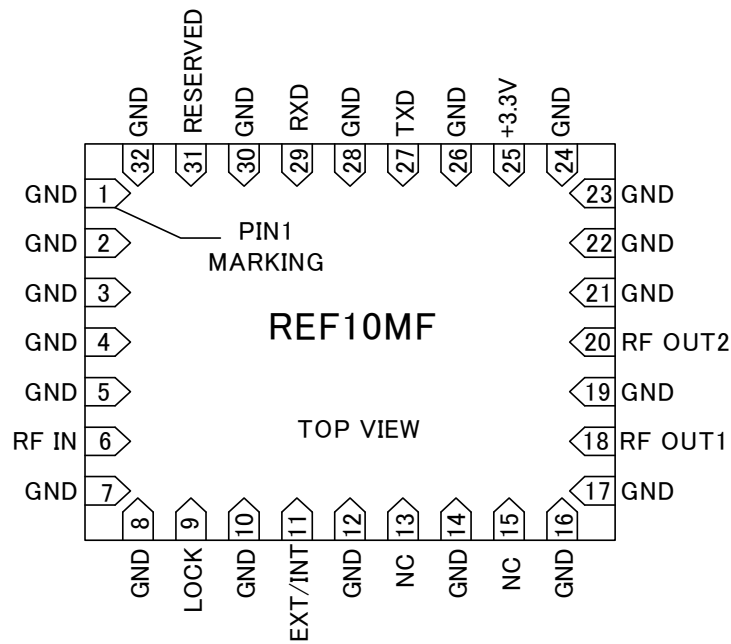 GND
RESERVED
GND
RXD
GND
TXD
GND
+3.3V
GND
32
31
30
29
28
27
26
25
24
GND 1
GND 2
GND 3
GND 4
GND 5
RF IN 6
GND 7
PIN1
MARKING
REF10MF
TOP VIEW
23 GND
22 GND
21 GND
20 RF OUT2
19 GND
18 RF OUT1
17 GND
8
9
10
11
12
13
14
15
16
GND
LOCK
GND
EXT/INT
GND
NC
GND
NC
GND